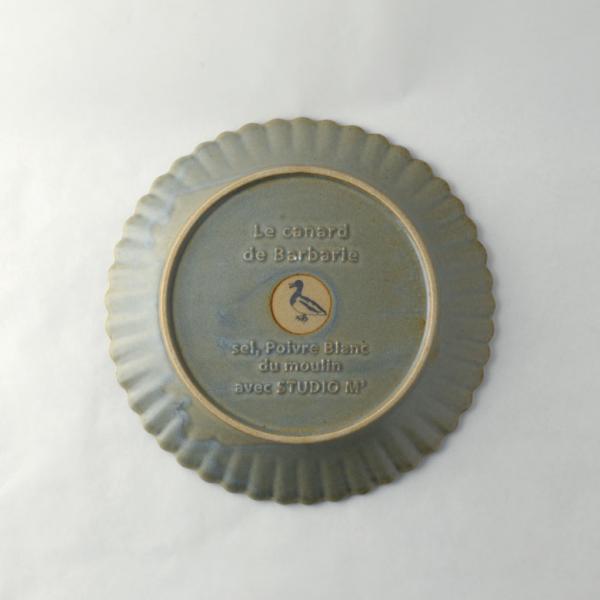 Le canard
de Barbarie
sel, Poivre Blanc
du moulin
avec STUDIO M'